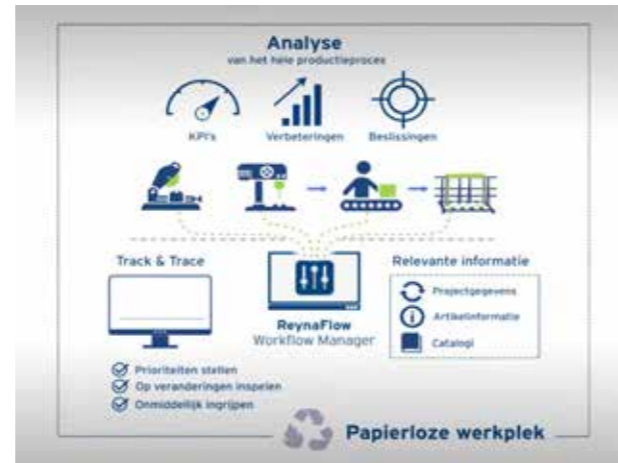 Analyse
van het hele productieproces
KPI's
Verbeteringen
Beslissingen
Track & Trace
Relevante informatie
Projectgegevens
Artikelinformatie
Catalogi
ReynaFlow
Workflow Manager
Prioriteiten stellen
Op veranderingen inspelen
Onmiddellijk ingrijpen
Papierloze werkplek